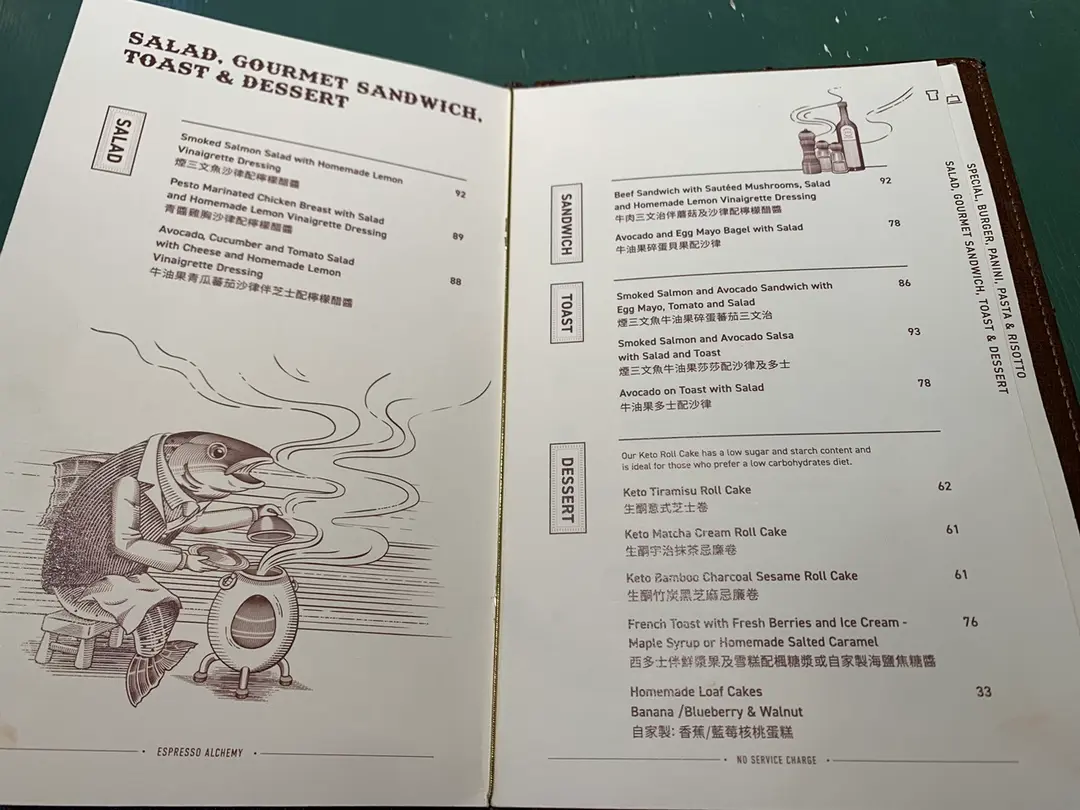 SALAD, GOURMET SANDWICH,
TOAST & DESSERT
SALAD
Smoked Salmon Salad with Homemade Lemon
Vinaigrette Dressing
煙三文魚沙律配檸檬醋醬
92
Pesto Marinated Chicken Breast with Salad
and Homemade Lemon Vinaigrette Dressing
青醬雞胸沙律配檸檬醋醬
89
Avocado, Cucumber and Tomato Salad
with Cheese and Homemade Lemon
Vinaigrette Dressing
牛油果青瓜蕃茄沙律伴芝士配檸檬醋醬
88
ESPRESSO ALCHEMY
SANDWICH
Beef Sandwich with Sautéed Mushrooms, Salad
and Homemade Lemon Vinaigrette Dressing
牛肉三文治伴蘑菇及沙律配檸檬醋醬
92
Avocado and Egg Mayo Bagel with Salad
牛油果碎蛋貝果配沙律
78
TOAST
Smoked Salmon and Avocado Sandwich with
Egg Mayo, Tomato and Salad
煙三文魚牛油果碎蛋蕃茄三文治
86
Smoked Salmon and Avocado Salsa
with Salad and Toast
煙三文魚牛油果莎莎配沙律及多士
93
Avocado on Toast with Salad
牛油果多士配沙律
78
DESSERT
Our Keto Roll Cake has a low sugar and starch content and
is ideal for those who prefer a low carbohydrates diet.
Keto Tiramisu Roll Cake
生酮意式芝士卷
62
Keto Matcha Cream Roll Cake
生酮宇治抹茶忌廉卷
61
Keto Bamboo Charcoal Sesame Roll Cake
生酮竹炭黑芝麻忌廉卷
61
French Toast with Fresh Berries and Ice Cream -
Maple Syrup or Homemade Salted Caramel
西多士伴鮮漿果及雪糕配楓糖漿或自家製海鹽焦糖醬
76
Homemade Loaf Cakes
Banana /Blueberry & Walnut
自家製: 香蕉/藍莓核桃蛋糕
33
NO SERVICE CHARGE
SPECIAL, BURGER, PANINI, PASTA & RISOTTO
SALAD, GOURMET SANDWICH, TOAST & DESSERT